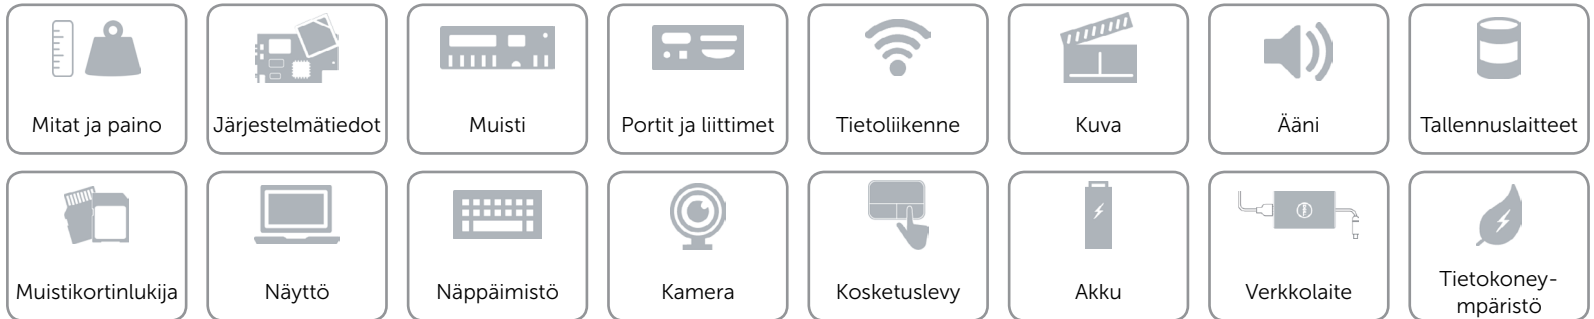 Mitat ja paino
Järjestelmätiedot
Muisti
Portit ja liittimet
Tietoliikenne
Kuva
Ääni
Tallennuslaitteet
Muistikortinlukija
Näyttö
Näppäimistö
Kamera
Kosketuslevy
Akku
Verkkolaite
Tietokoney-
mpäristö